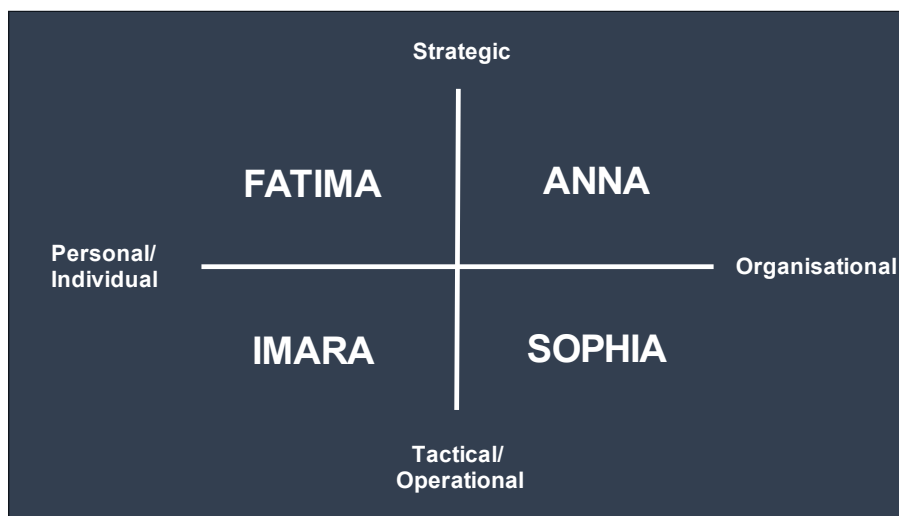 Strategic
FATIMA
ANNA
Personal/
Individual
Organisational
IMARA
SOPHIA
Tactical/
Operational